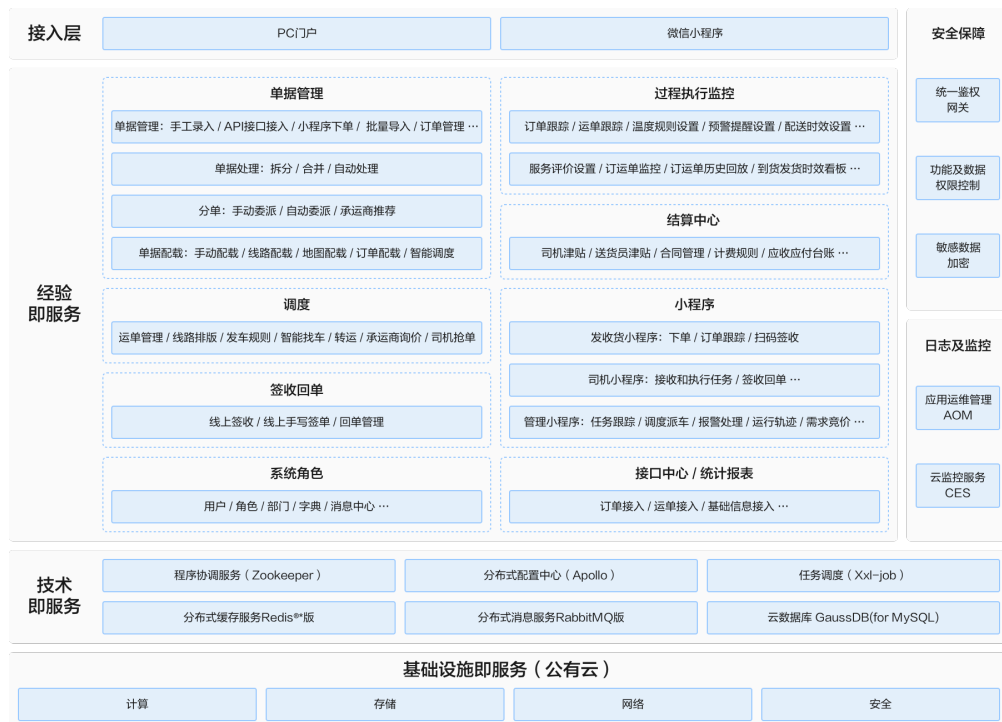 接入层
PC门户
微信小程序
经验
即服务
单据管理
单据管理：手工录入 / API接口接入 / 小程序下单 / 批量导入 / 订单管理 ···
单据处理：拆分 / 合并 / 自动处理
分单：手动委派 / 自动委派 / 承运商推荐
单据配载：手动配载 / 线路配载 / 地图配载 / 订单配载 / 智能调度
调度
运单管理 / 线路排版 / 发车规则 / 智能找车 / 转运 / 承运商询价 / 司机抢单
签收回单
线上签收 / 线上手写签单 / 回单管理
系统角色
用户 / 角色 / 部门 / 字典 / 消息中心 ···
过程执行监控
订单跟踪 / 运单跟踪 / 温度规则设置 / 预警提醒设置 / 配送时效设置 ···
服务评价设置 / 订运单监控 / 订运单历史回放 / 到货发货时效看板 ···
结算中心
司机津贴 / 送货员津贴 / 合同管理 / 计费规则 / 应收应付台账 ···
小程序
发收货小程序：下单 / 订单跟踪 / 扫码签收
司机小程序：接收和执行任务 / 签收回单 ···
管理小程序：任务跟踪 / 调度派车 / 报警处理 / 运行轨迹 / 需求竞价 ···
接口中心 / 统计报表
订单接入 / 运单接入 / 基础信息接入 ···
安全保障
统一鉴权
网关
功能及数据
权限控制
敏感数据
加密
日志及监控
应用运维管理
AOM
云监控服务
CES
技术
即服务
程序协调服务（Zookeeper）
分布式配置中心（Apollo）
任务调度（Xxl-job）
分布式缓存服务Redis®*版
分布式消息服务RabbitMQ版
云数据库 GaussDB(for MySQL)
基础设施即服务（公有云）
计算
存储
网络
安全